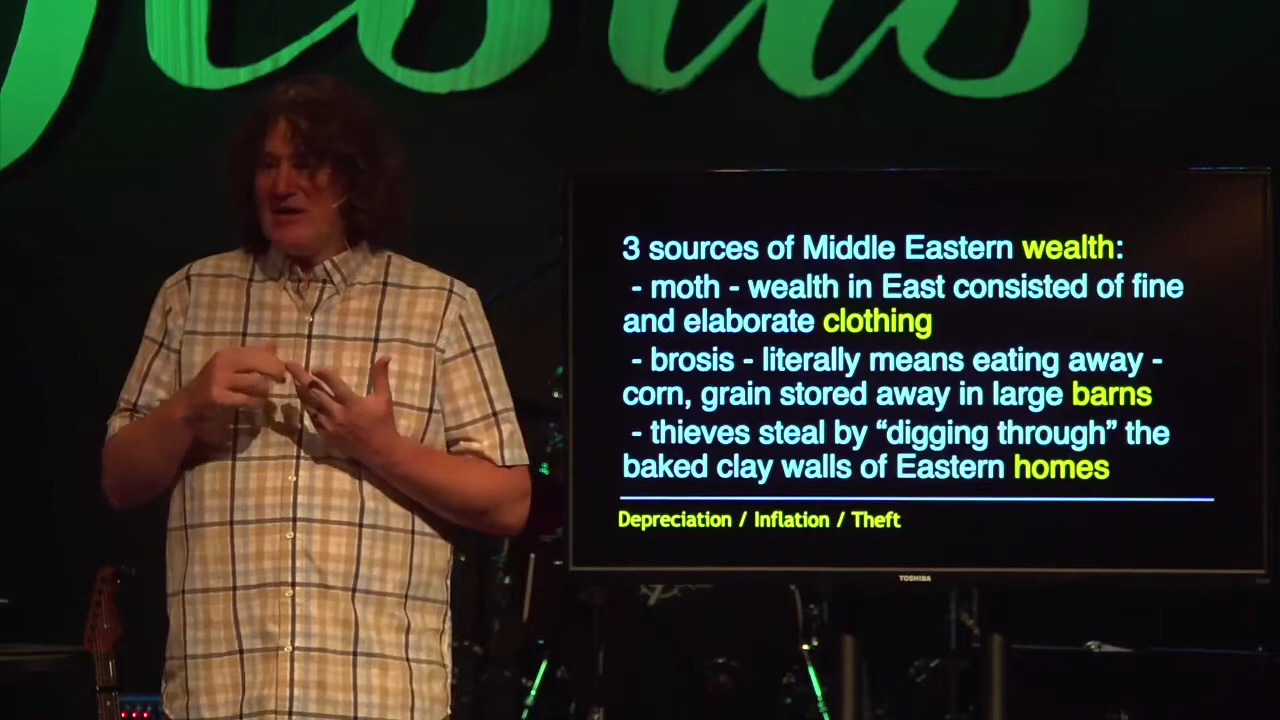 Jesus
3 sources of Middle Eastern wealth:
- moth - wealth in East consisted of fine
and elaborate clothing
- brosis - literally means eating away -
corn, grain stored away in large barns
- thieves steal by “digging through” the
baked clay walls of Eastern homes
Depreciation / Inflation / Theft
TOSHIBA